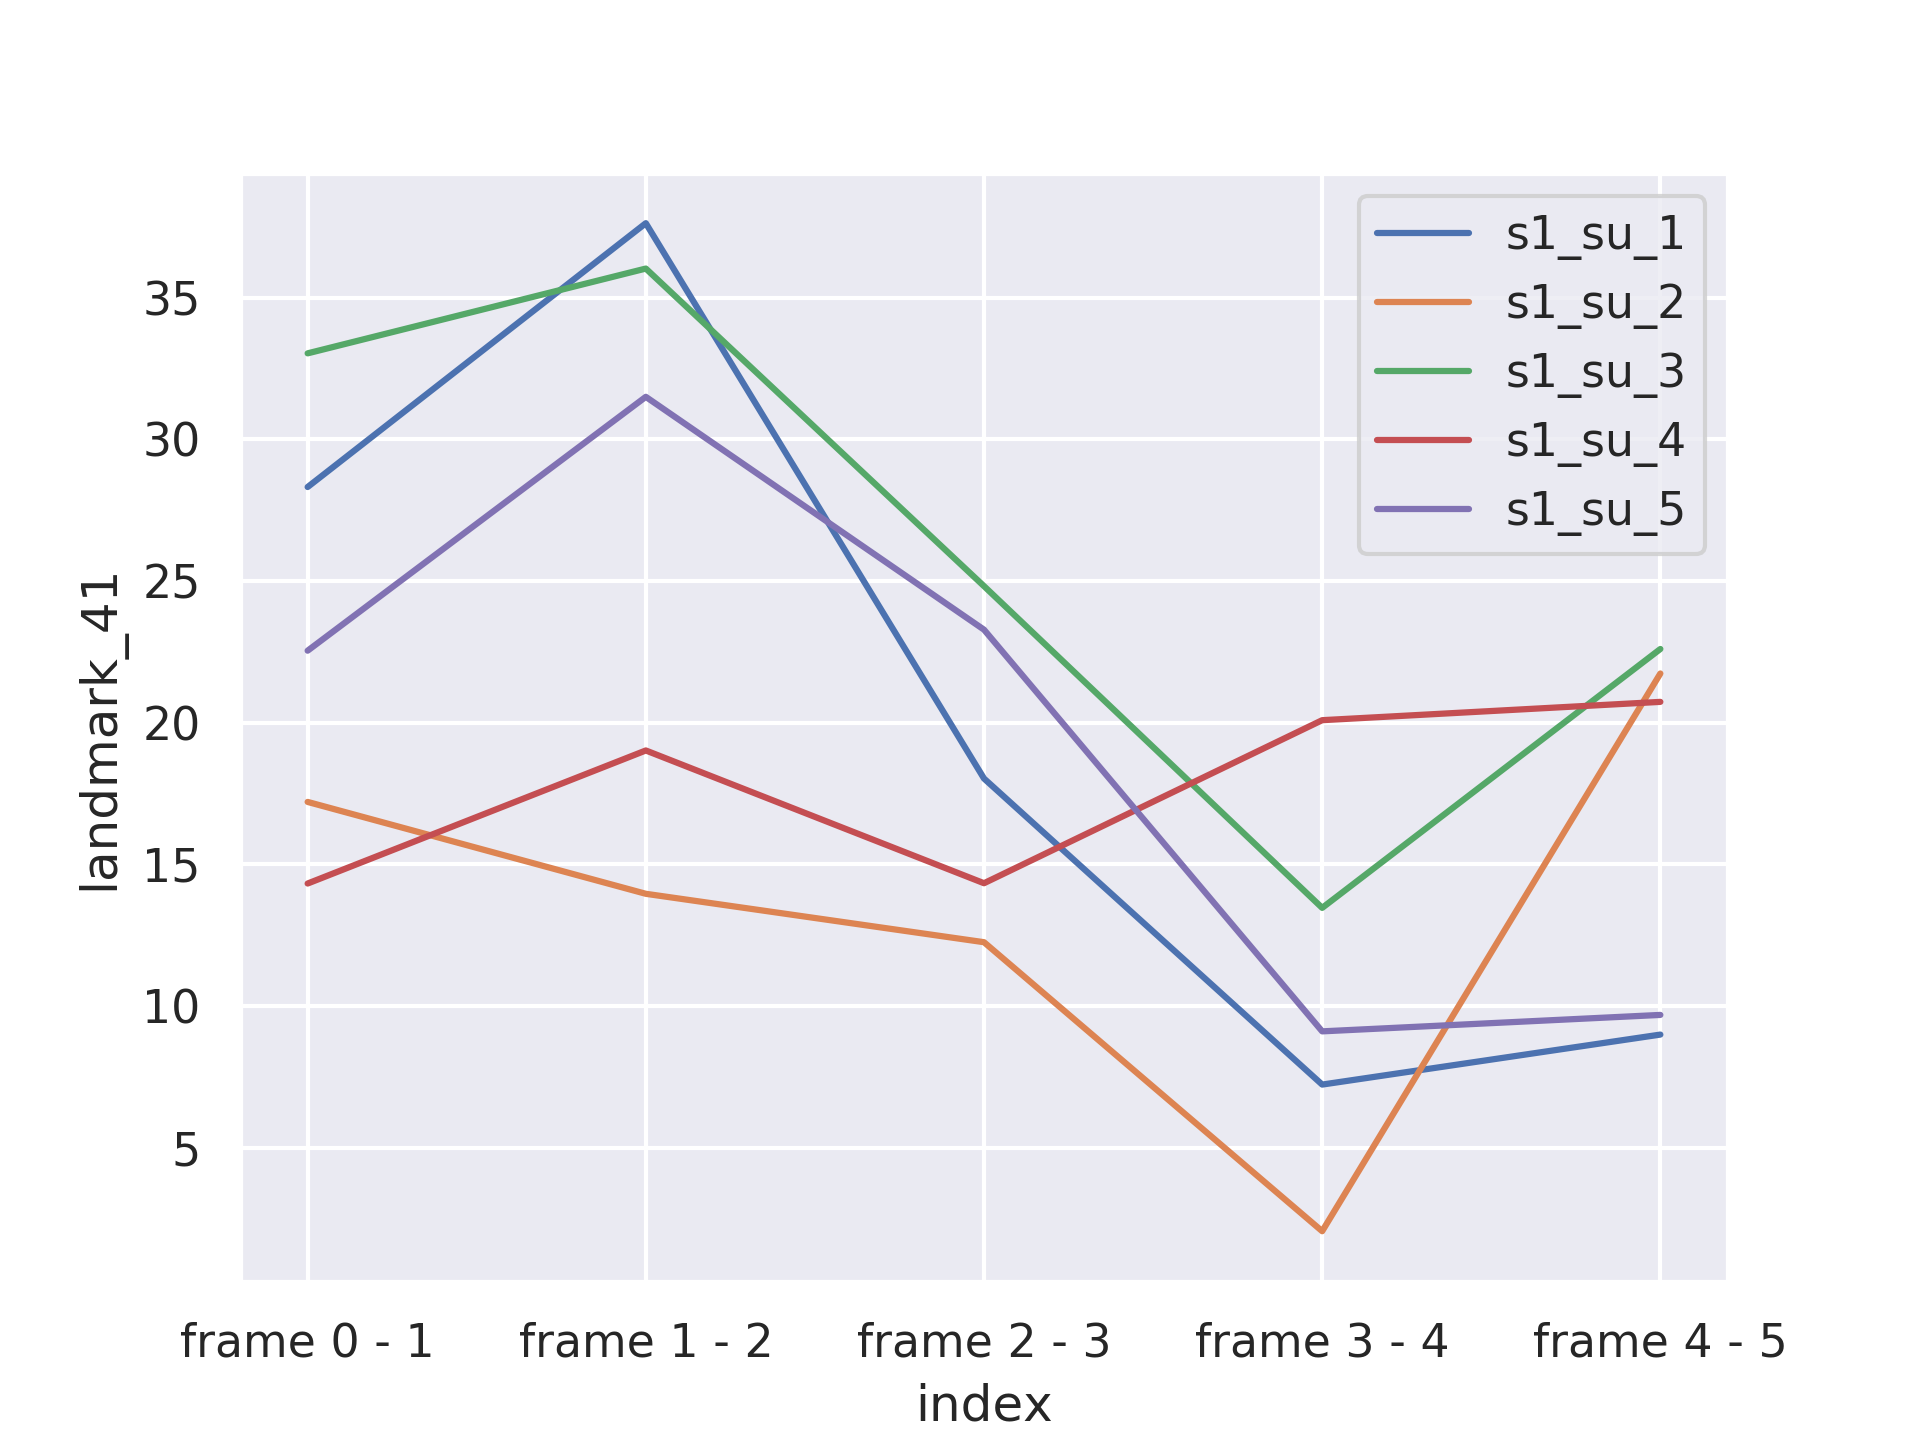 s1_su_1
s1_su_2
s1_su_3
s1_su_4
s1_su_5
35
30
25
20
15
10
5
landmark_41
frame 0 - 1
frame 1 - 2
frame 2 - 3
frame 3 - 4
frame 4 - 5
index